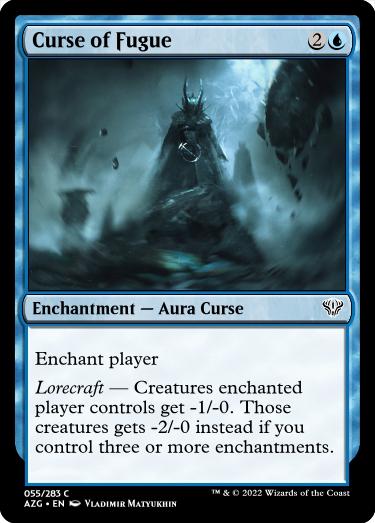 Curse of Fugue 2
Enchantment — Aura Curse
Enchant player
Lorecraft — Creatures enchanted
player controls get -1/-0. Those
creatures gets -2/-0 instead if you
control three or more enchantments.
055/283 C
AZG • EN Vladimir Matyukhin
™ & © 2022 Wizards of the Coast